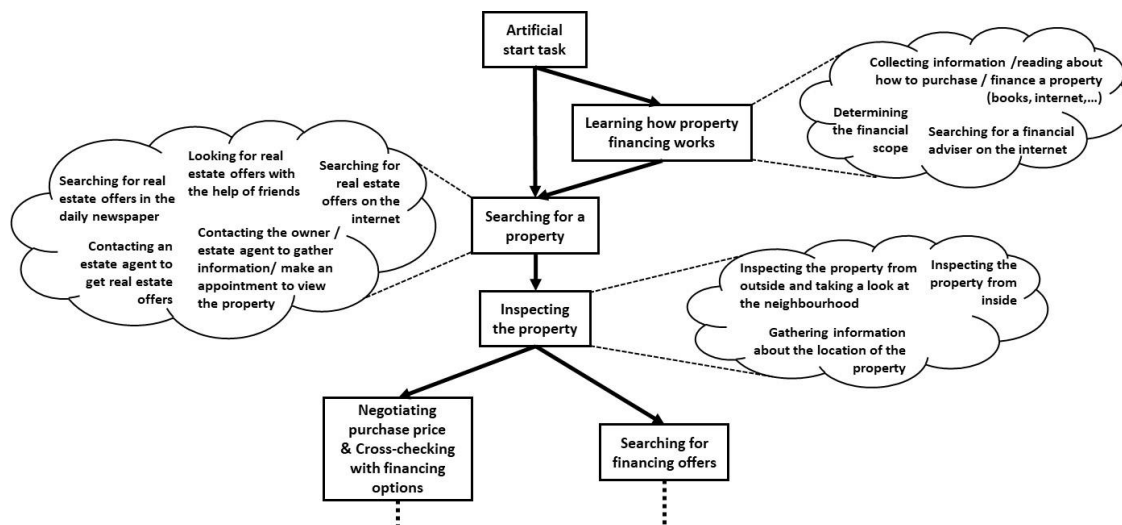 Artificial
start task
Collecting information /reading about
how to purchase / finance a property
(books, internet,...)
Determining
the financial
scope
Searching for a financial
adviser on the internet
Learning how property
financing works
Looking for real
estate offers with
the help of friends
Searching for
real estate
offers on the
internet
Searching for real
estate offers in the
daily newspaper
Contacting an
estate agent to
get real estate
offers
Contacting the owner /
estate agent to gather
information/ make an
appointment to view
the property
Searching for a
property
Inspecting the property from
outside and taking a look at
the neighbourhood
Inspecting the
property from
inside
Gathering information
about the location of the
property
Inspecting
the property
Negotiating
purchase price
& Cross-checking
with financing
options
Searching for
financing offers